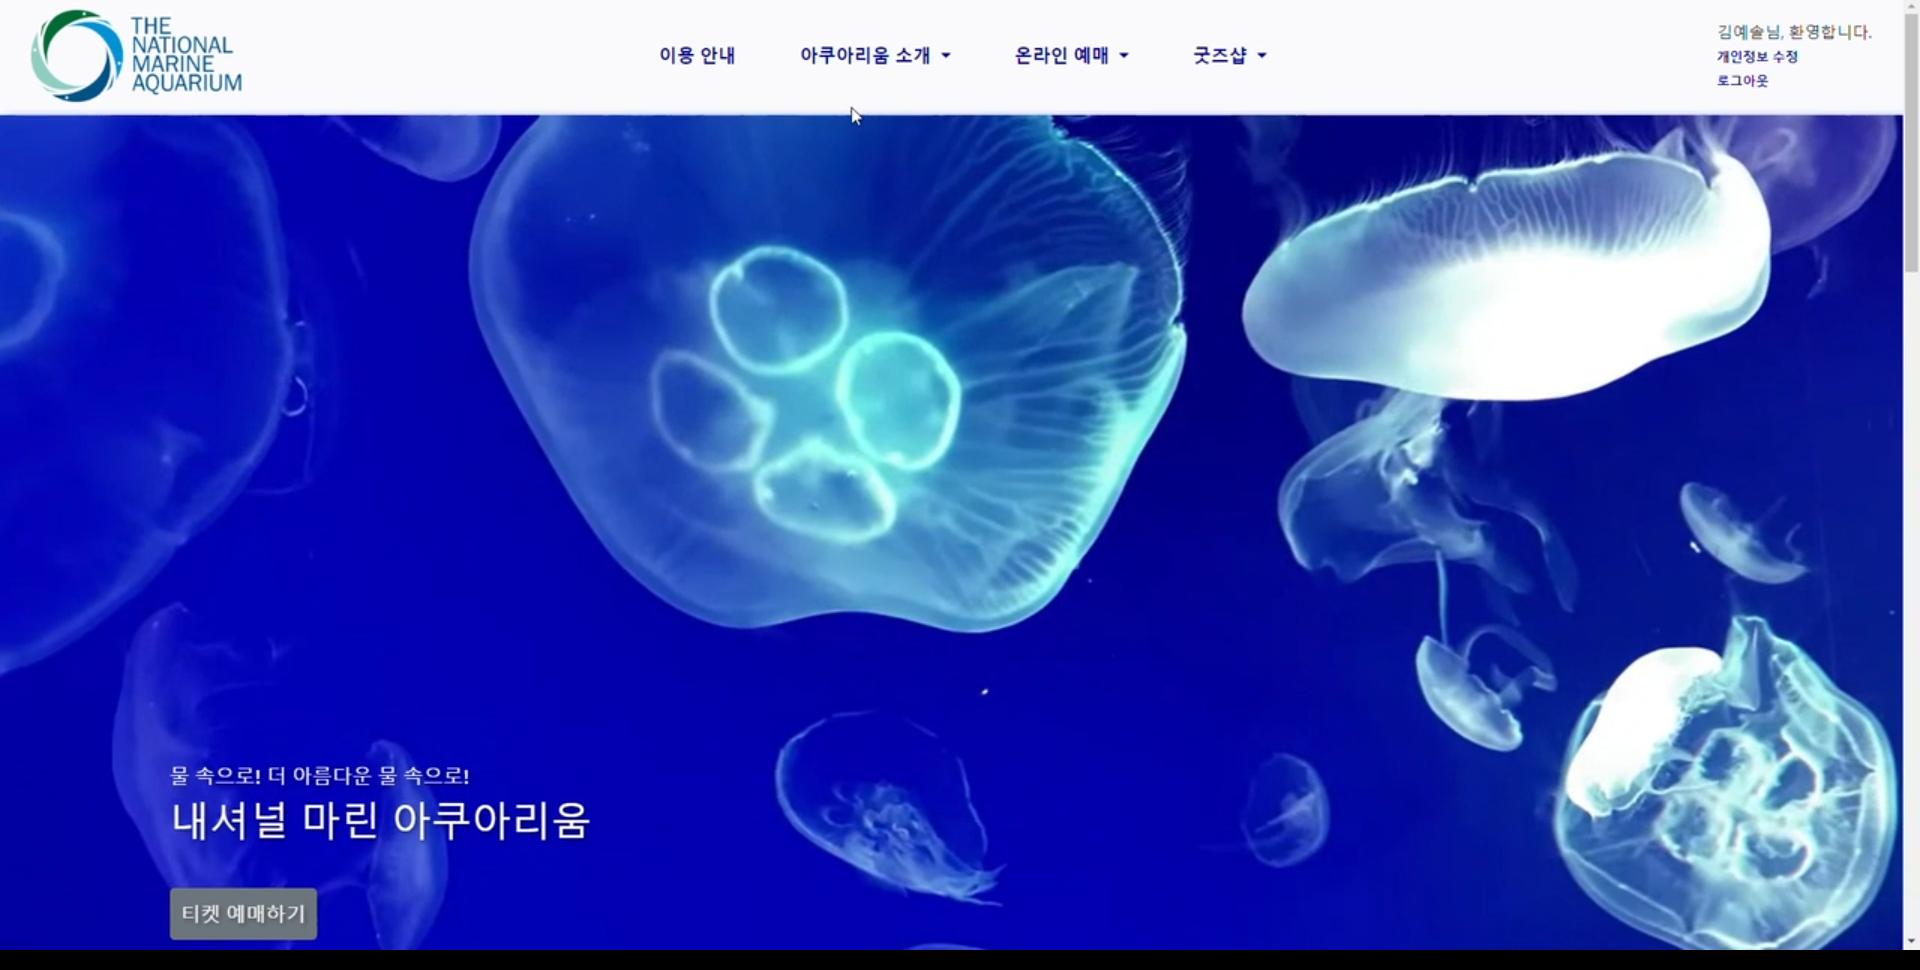 THE
NATIONAL
MARINE
AQUARIUM
이용 안내
아쿠아리움 소개
온라인 예매
굿즈샵
김예솔님, 환영합니다.
개인정보 수정
로그아웃
물 속으로! 더 아름다운 물 속으로!
내셔널 마린 아쿠아리움
티켓 예매하기